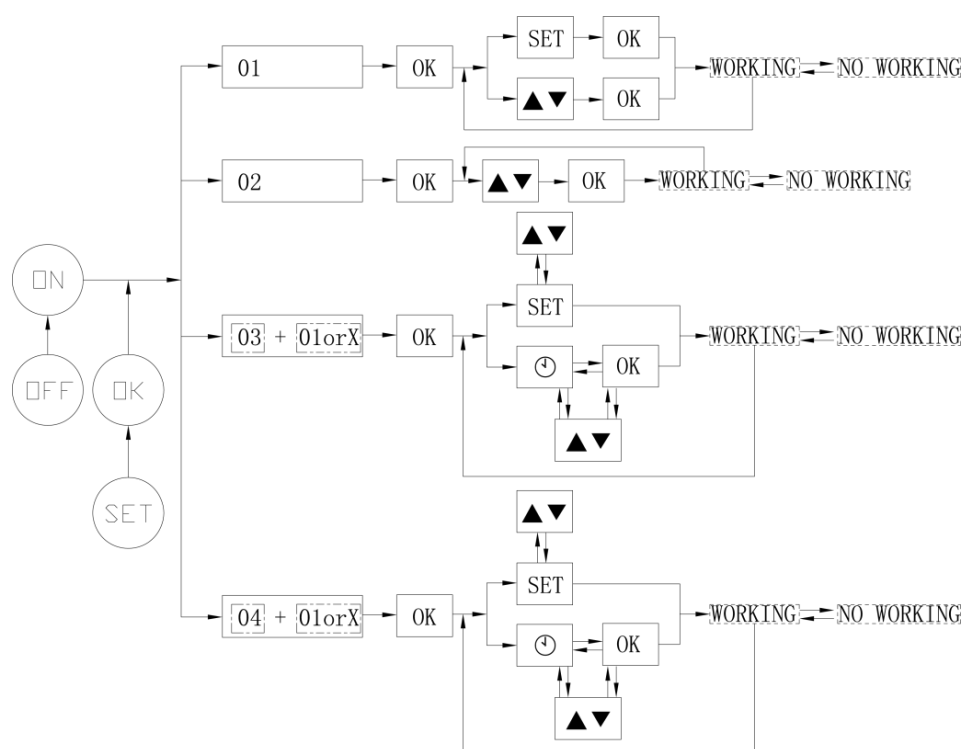 SET OK
01 OK WORKING NO WORKING
▲▼ OK
02 OK ▲▼ OK WORKING NO WORKING
▲▼
ON
SET
03 + 01orX OK WORKING NO WORKING
OK
OFF OK
▲▼
SET
▲▼
SET
04 + 01orX OK WORKING NO WORKING
OK
▲▼